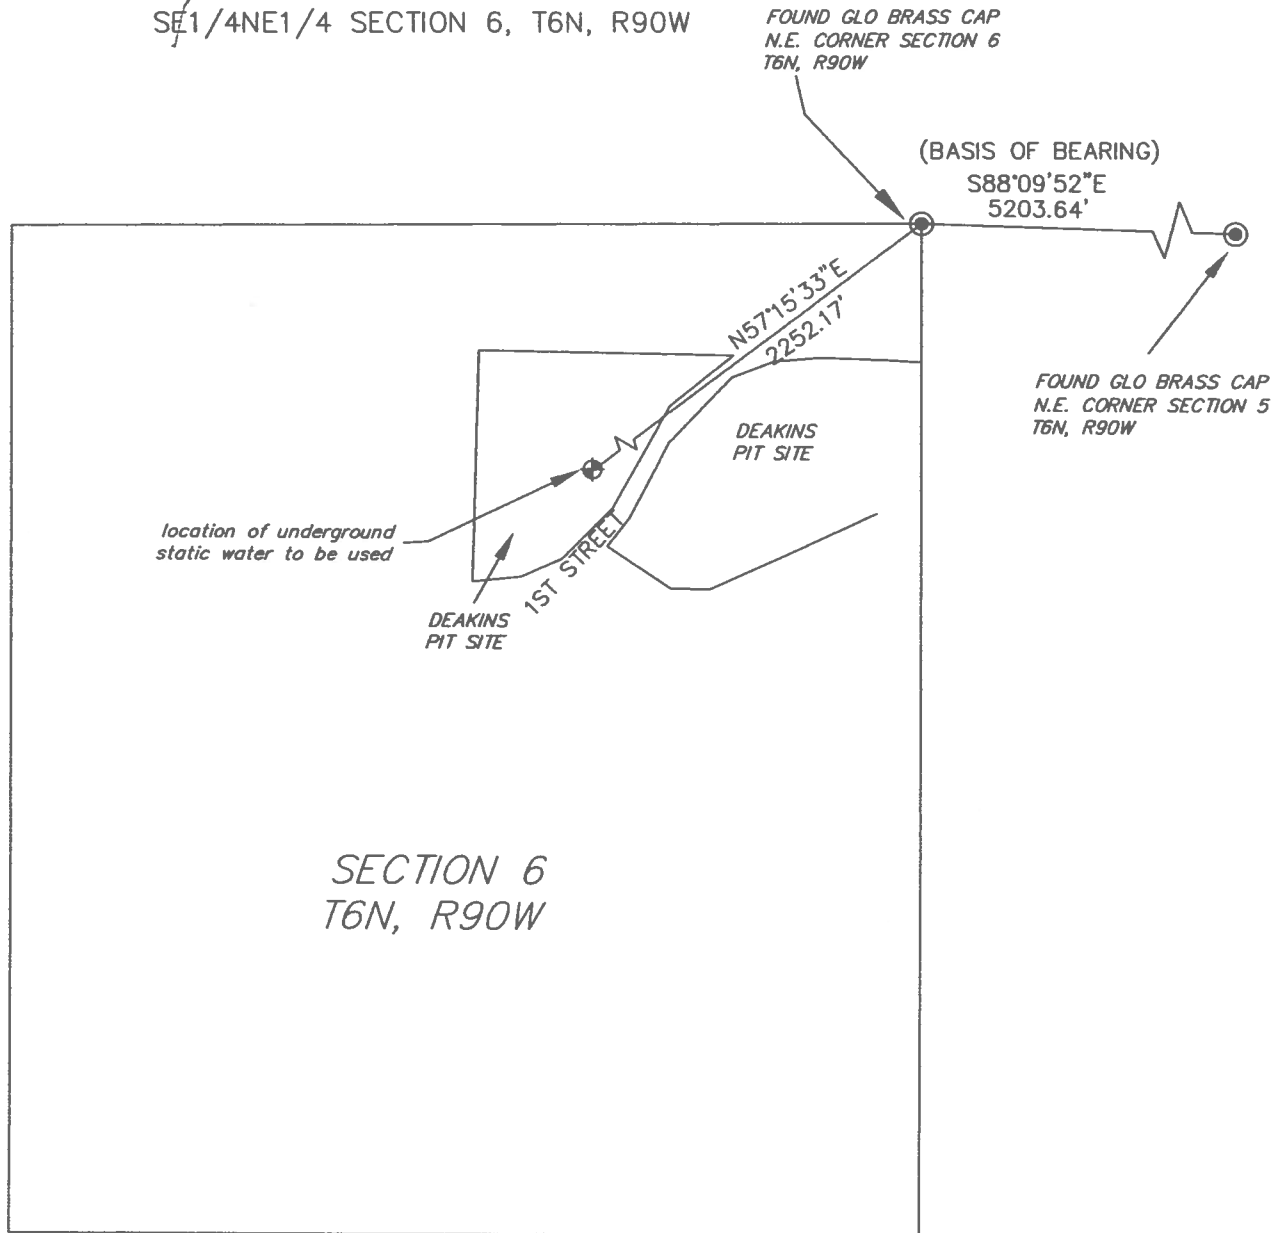 SE1/4NE1/4 SECTION 6, T6N, R90W
FOUND GLO BRASS CAP
N.E. CORNER SECTION 6
T6N, R90W
(BASIS OF BEARING)
S88°09'52"E
5203.64'
N57°15'33"E
2252.17'
FOUND GLO BRASS CAP
N.E. CORNER SECTION 5
T6N, R90W
DEAKINS
PIT SITE
location of underground
static water to be used
1ST STREET
DEAKINS
PIT SITE
SECTION 6
T6N, R90W